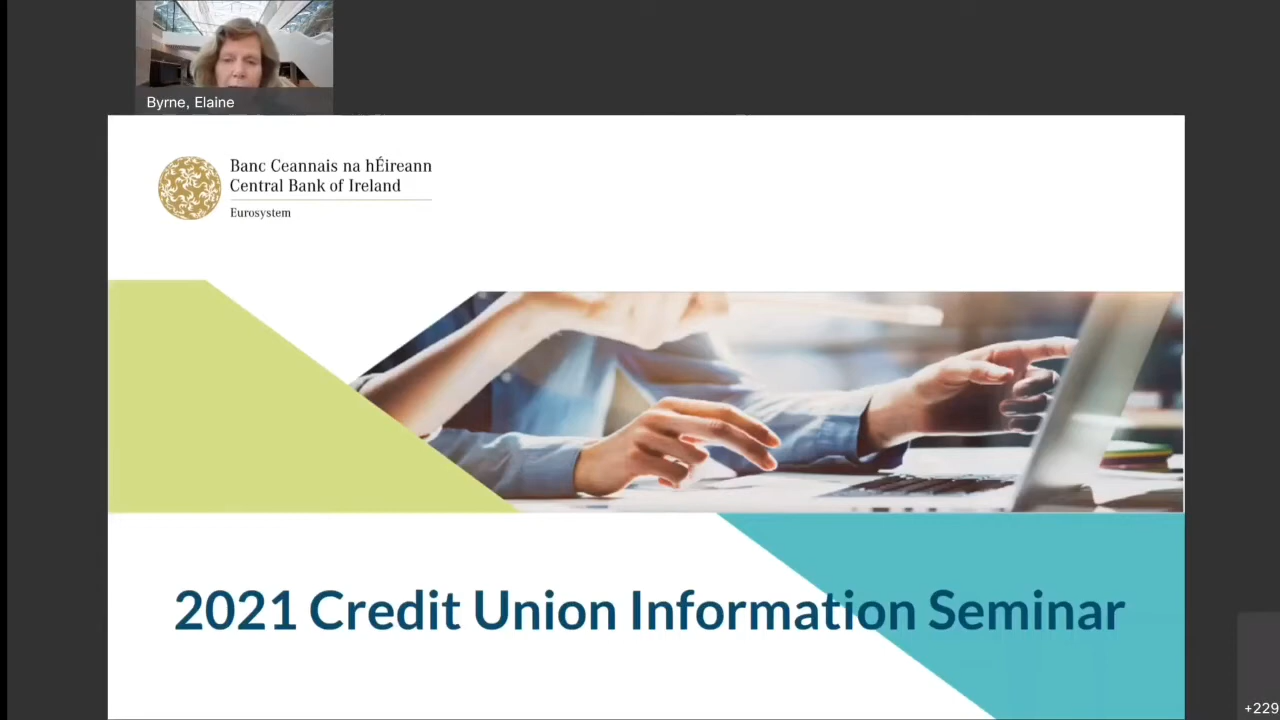 Byrne, Elaine
Banc Ceannais na hÉireann
Central Bank of Ireland
Eurosystem
2021 Credit Union Information Seminar
+229